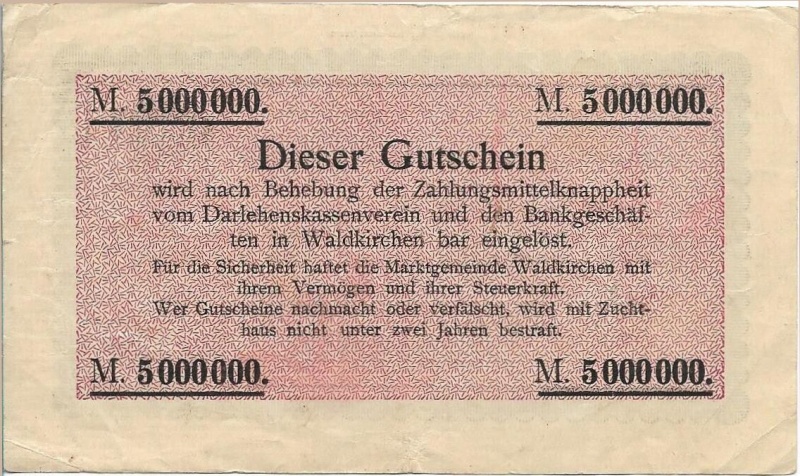 M. 5000000. M. 5000000.
Dieser Gutschein
wird nach Behebung der Zahlungsmittelknappheit
vom Darlehenskassenverein und den Bankgeschäf-
ten in Waldkirchen bar eingelöst.
Für die Sicherheit haftet die Marktgemeinde Waldkirchen mit
ihrem Vermögen und ihrer Steuerkraft.
Wer Gutscheine nachmacht oder verfälscht, wird mit Zucht-
haus nicht unter zwei Jahren bestraft.
M. 5000000. M. 5000000.